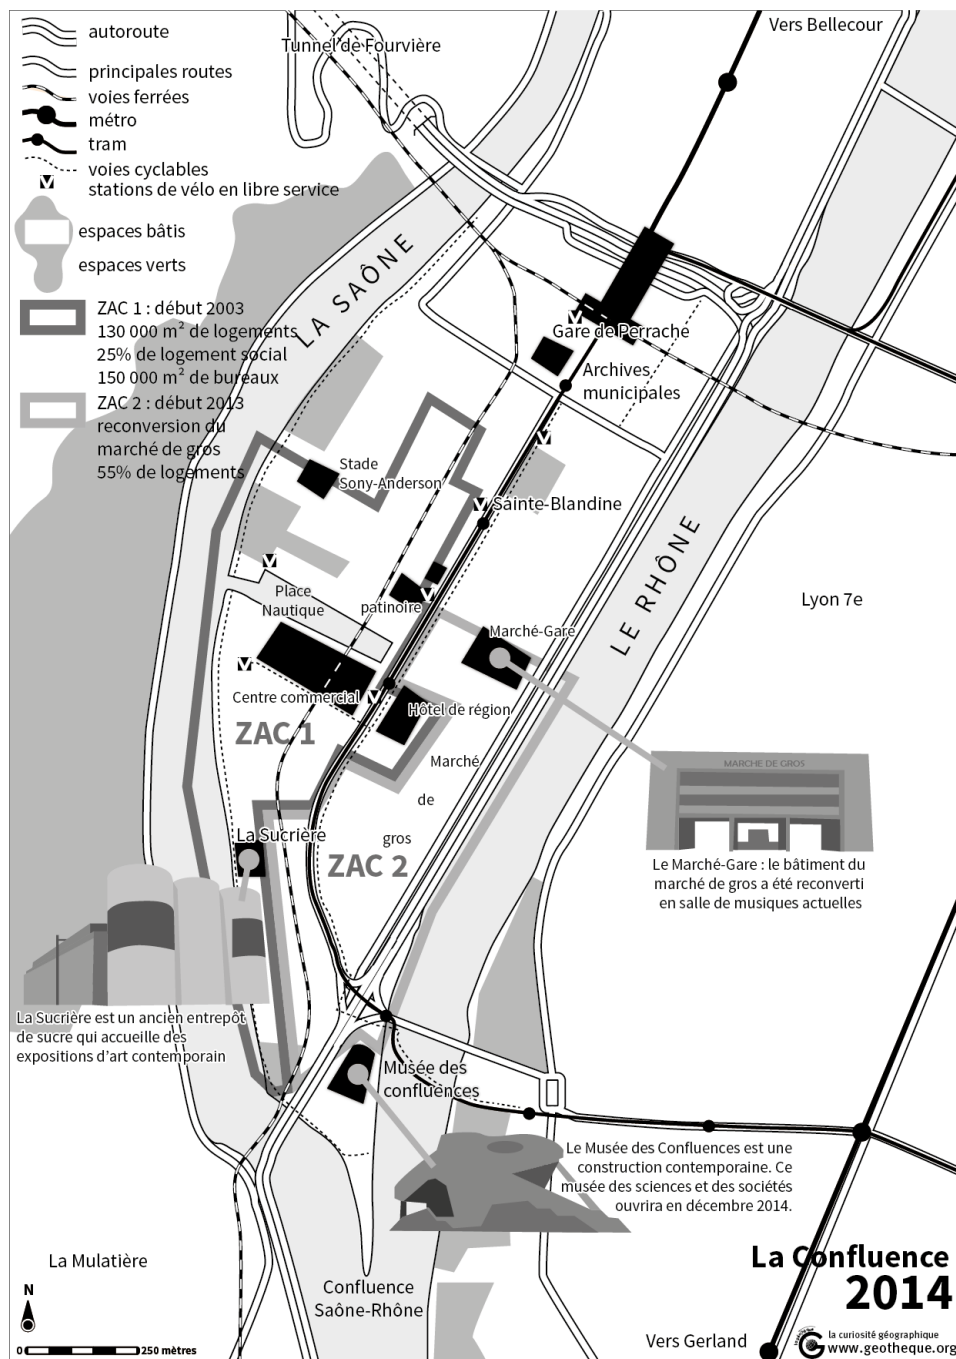 autoroute
principales routes
voies ferrées
métro
tram
voies cyclables
stations de vélo en libre service
espaces bâtis
espaces verts
ZAC 1 : début 2003
130 000 m² de logements
25% de logement social
150 000 m² de bureaux
ZAC 2 : début 2013
reconversion du
marché de gros
55% de logements
Tunnel de Fourvière
Vers Bellecour
LA SAÔNE
Gare de Perrache
Archives
municipales
Stade
Sony-Anderson
Sainte-Blandine
LE RHÔNE
Place
Nautique
patinoire
Lyon 7e
Marché-Gare
Centre commercial
Hôtel de région
ZAC 1
Marché
de
gros
MARCHE DE GROS
La Sucrière
ZAC 2
Le Marché-Gare : le bâtiment du
marché de gros a été reconverti
en salle de musiques actuelles
La Sucrière est un ancien entrepôt
de sucre qui accueille des
expositions d'art contemporain
Musée des
confluences
Le Musée des Confluences est une
construction contemporaine. Ce
musée des sciences et des sociétés
ouvrira en décembre 2014.
La Mulatière
Confluence
Saône-Rhône
La Confluence
2014
N
0
250 mètres
Vers Gerland
la curiosité géographique
www.geotheque.org